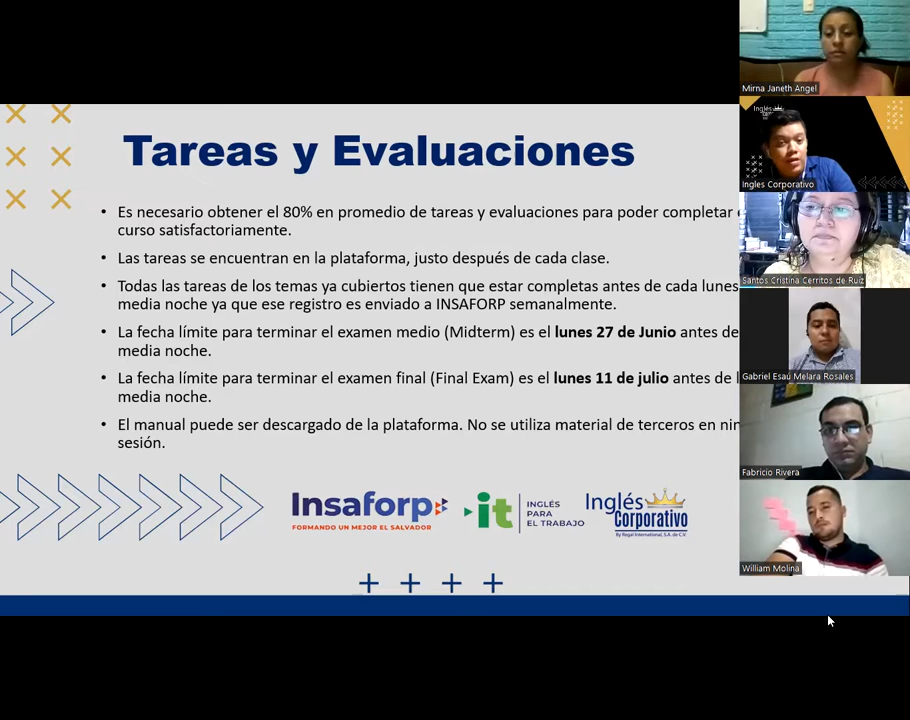 Tareas y Evaluaciones
• Es necesario obtener el 80% en promedio de tareas y evaluaciones para poder completar
curso satisfactoriamente.
• Las tareas se encuentran en la plataforma, justo después de cada clase.
• Todas las tareas de los temas ya cubiertos tienen que estar completas antes de cada lunes
media noche ya que ese registro es enviado a INSAFORP semanalmente.
• La fecha límite para terminar el examen medio (Midterm) es el lunes 27 de Junio antes de
media noche.
• La fecha límite para terminar el examen final (Final Exam) es el lunes 11 de julio antes de
media noche.
• El manual puede ser descargado de la plataforma. No se utiliza material de terceros en
sesión.
Insaforp
FORMANDO UN MEJOR EL SALVADOR
it
INGLÉS
PARA
EL TRABAJO
Inglés
Corporativo
By Regal International, S.A. de C.V.
Mirna Janeth Angel
Inglés
Ingles Corporativo
Santos Cristina Cerritos de Ruiz
Gabriel Esaú Melara Rosales
Fabricio Rivera
William Molina